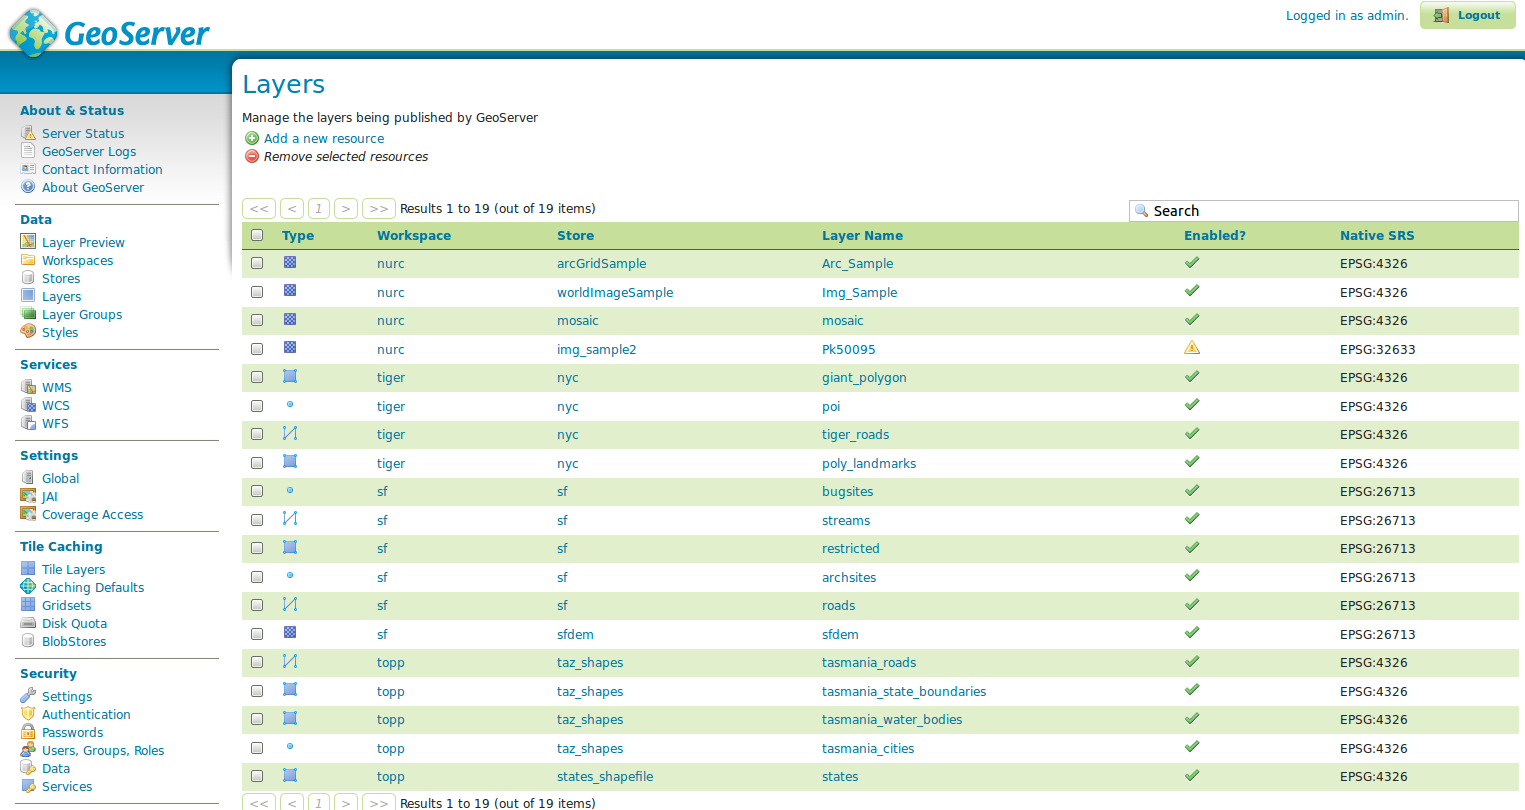 GeoServer
Logged in as admin.
Logout
About & Status
Server Status
GeoServer Logs
Contact Information
About GeoServer
Data
Layer Preview
Workspaces
Stores
Layers
Layer Groups
Styles
Services
WMS
WCS
WFS
Settings
Global
JAI
Coverage Access
Tile Caching
Tile Layers
Caching Defaults
Gridsets
Disk Quota
BlobStores
Security
Settings
Authentication
Passwords
Users, Groups, Roles
Data
Services
Layers
Manage the layers being published by GeoServer
Add a new resource
Remove selected resources
<< < 1 > >> Results 1 to 19 (out of 19 items)
Search
Type Workspace Store Layer Name Enabled? Native SRS
nurc arcGridSample Arc_Sample EPSG:4326
nurc worldImageSample Img_Sample EPSG:4326
nurc mosaic mosaic EPSG:4326
nurc img_sample2 Pk50095 EPSG:32633
tiger nyc giant_polygon EPSG:4326
tiger nyc poi EPSG:4326
tiger nyc tiger_roads EPSG:4326
tiger nyc poly_landmarks EPSG:4326
sf sf bugsites EPSG:26713
sf sf streams EPSG:26713
sf sf restricted EPSG:26713
sf sf archsites EPSG:26713
sf sf roads EPSG:26713
sf sfdem sfdem EPSG:26713
topp taz_shapes tasmania_roads EPSG:4326
topp taz_shapes tasmania_state_boundaries EPSG:4326
topp taz_shapes tasmania_water_bodies EPSG:4326
topp taz_shapes tasmania_cities EPSG:4326
topp states_shapefile states EPSG:4326
<< < 1 > >> Results 1 to 19 (out of 19 items)